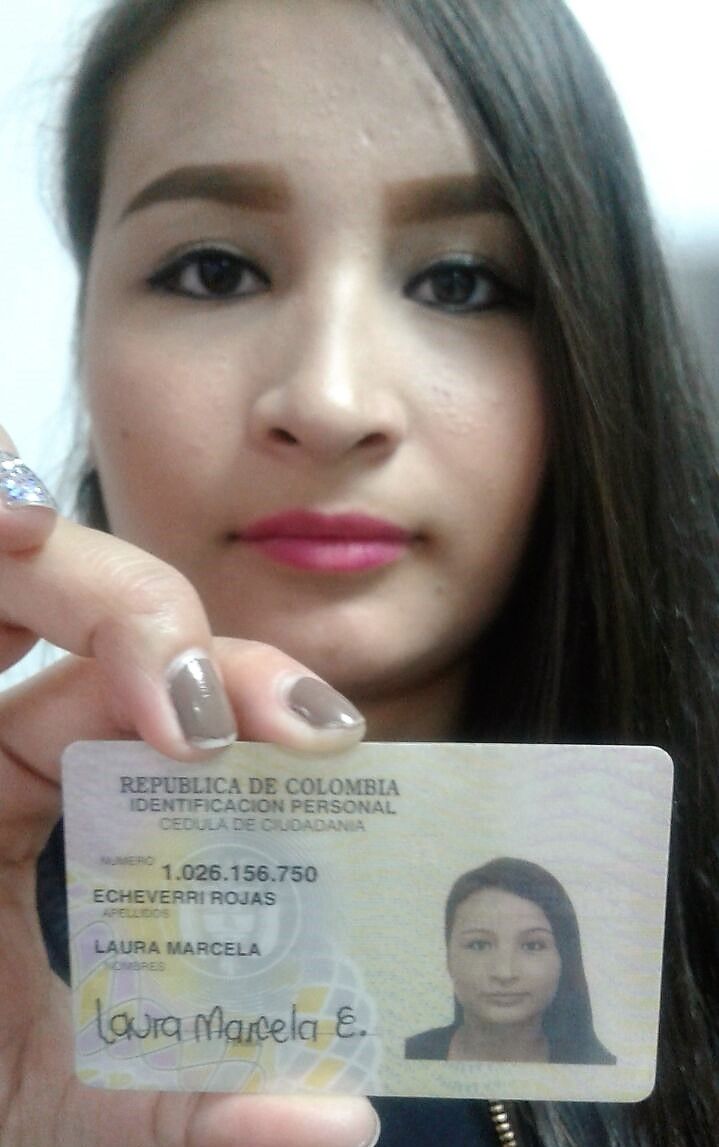 REPUBLICA DE COLOMBIA
IDENTIFICACION PERSONAL
CEDULA DE CIUDADANIA
NUMERO 1.026.156.750
ECHEVERRI ROJAS
APELLIDOS
LAURA MARCELA
NOMBRES
Laura Marcela E.